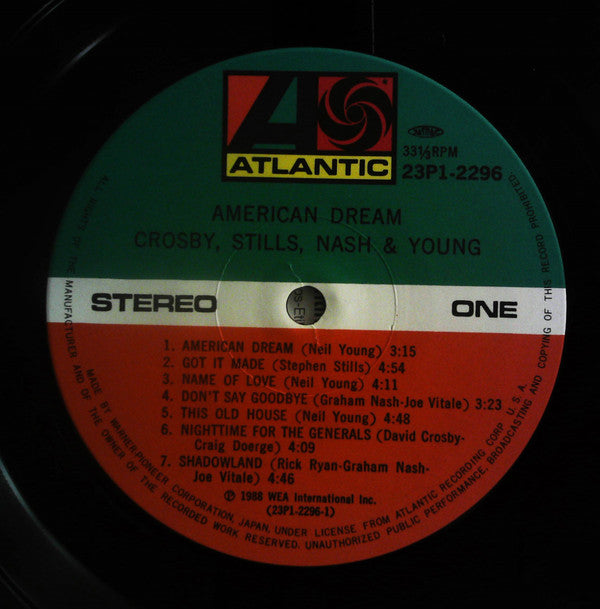 ATLANTIC
33⅓RPM
23P1-2296
AMERICAN DREAM
CROSBY, STILLS, NASH & YOUNG
STEREO
ONE
1. AMERICAN DREAM (Neil Young) 3:15
2. GOT IT MADE (Stephen Stills) 4:54
3. NAME OF LOVE (Neil Young) 4:11
4. DON'T SAY GOODBYE (Graham Nash-Joe Vitale) 3:23
5. THIS OLD HOUSE (Neil Young) 4:48
6. NIGHTTIME FOR THE GENERALS (David Crosby-
Craig Doerge) 4:09
7. SHADOWLAND (Rick Ryan-Graham Nash-
Joe Vitale) 4:46
℗ 1988 WEA International Inc.
(23P1-2296-1)
MADE BY WARNER-PIONEER CORPORATION, JAPAN, UNDER LICENSE FROM ATLANTIC RECORDING CORP. U.S.A.
ALL RIGHTS OF THE MANUFACTURER AND OF THE OWNER OF THE RECORDED WORK RESERVED. UNAUTHORIZED PUBLIC PERFORMANCE, BROADCASTING AND COPYING OF THIS RECORD PROHIBITED.